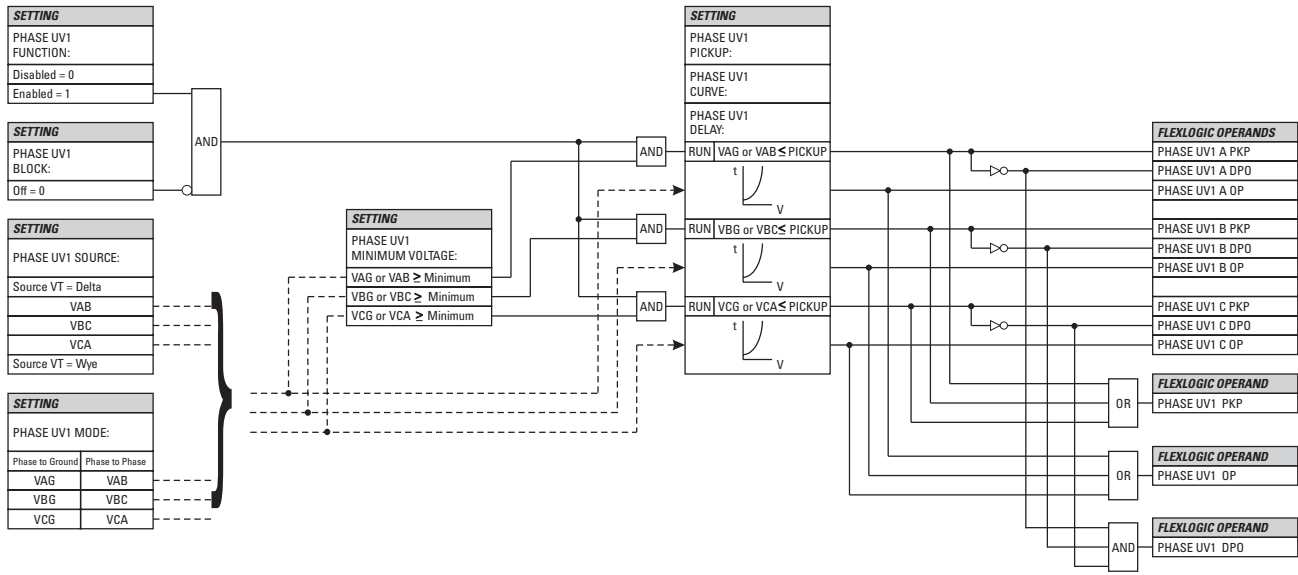 SETTING
PHASE UV1
FUNCTION:
Disabled = 0
Enabled = 1
SETTING
PHASE UV1
BLOCK:
Off = 0
SETTING
PHASE UV1 SOURCE:
Source VT = Delta
VAB
VBC
VCA
Source VT = Wye
SETTING
PHASE UV1 MODE:
Phase to Ground Phase to Phase
VAG VAB
VBG VBC
VCG VCA
AND
SETTING
PHASE UV1
MINIMUM VOLTAGE:
VAG or VAB ≥ Minimum
VBG or VBC ≥ Minimum
VCG or VCA ≥ Minimum
AND
AND
AND
SETTING
PHASE UV1
PICKUP:
PHASE UV1
CURVE:
PHASE UV1
DELAY:
RUN VAG or VAB ≤ PICKUP
t
V
RUN VBG or VBC ≤ PICKUP
t
V
RUN VCG or VCA ≤ PICKUP
t
V
FLEXLOGIC OPERANDS
PHASE UV1 A PKP
PHASE UV1 A DPO
PHASE UV1 A OP
PHASE UV1 B PKP
PHASE UV1 B DPO
PHASE UV1 B OP
PHASE UV1 C PKP
PHASE UV1 C DPO
PHASE UV1 C OP
OR
FLEXLOGIC OPERAND
PHASE UV1 PKP
OR
FLEXLOGIC OPERAND
PHASE UV1 OP
AND
FLEXLOGIC OPERAND
PHASE UV1 DPO